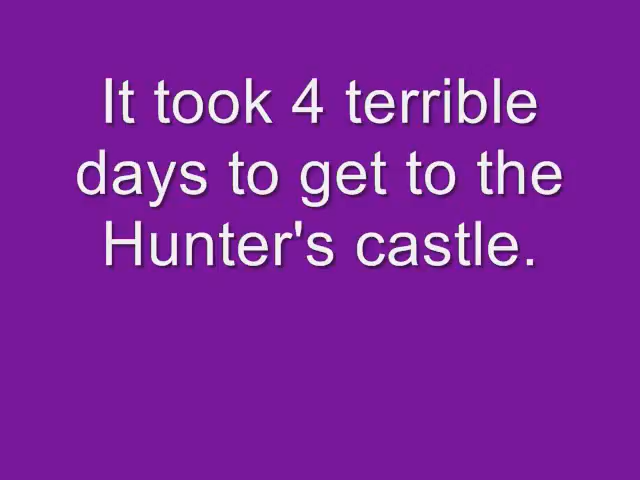 It took 4 terrible
days to get to the
Hunter's castle.